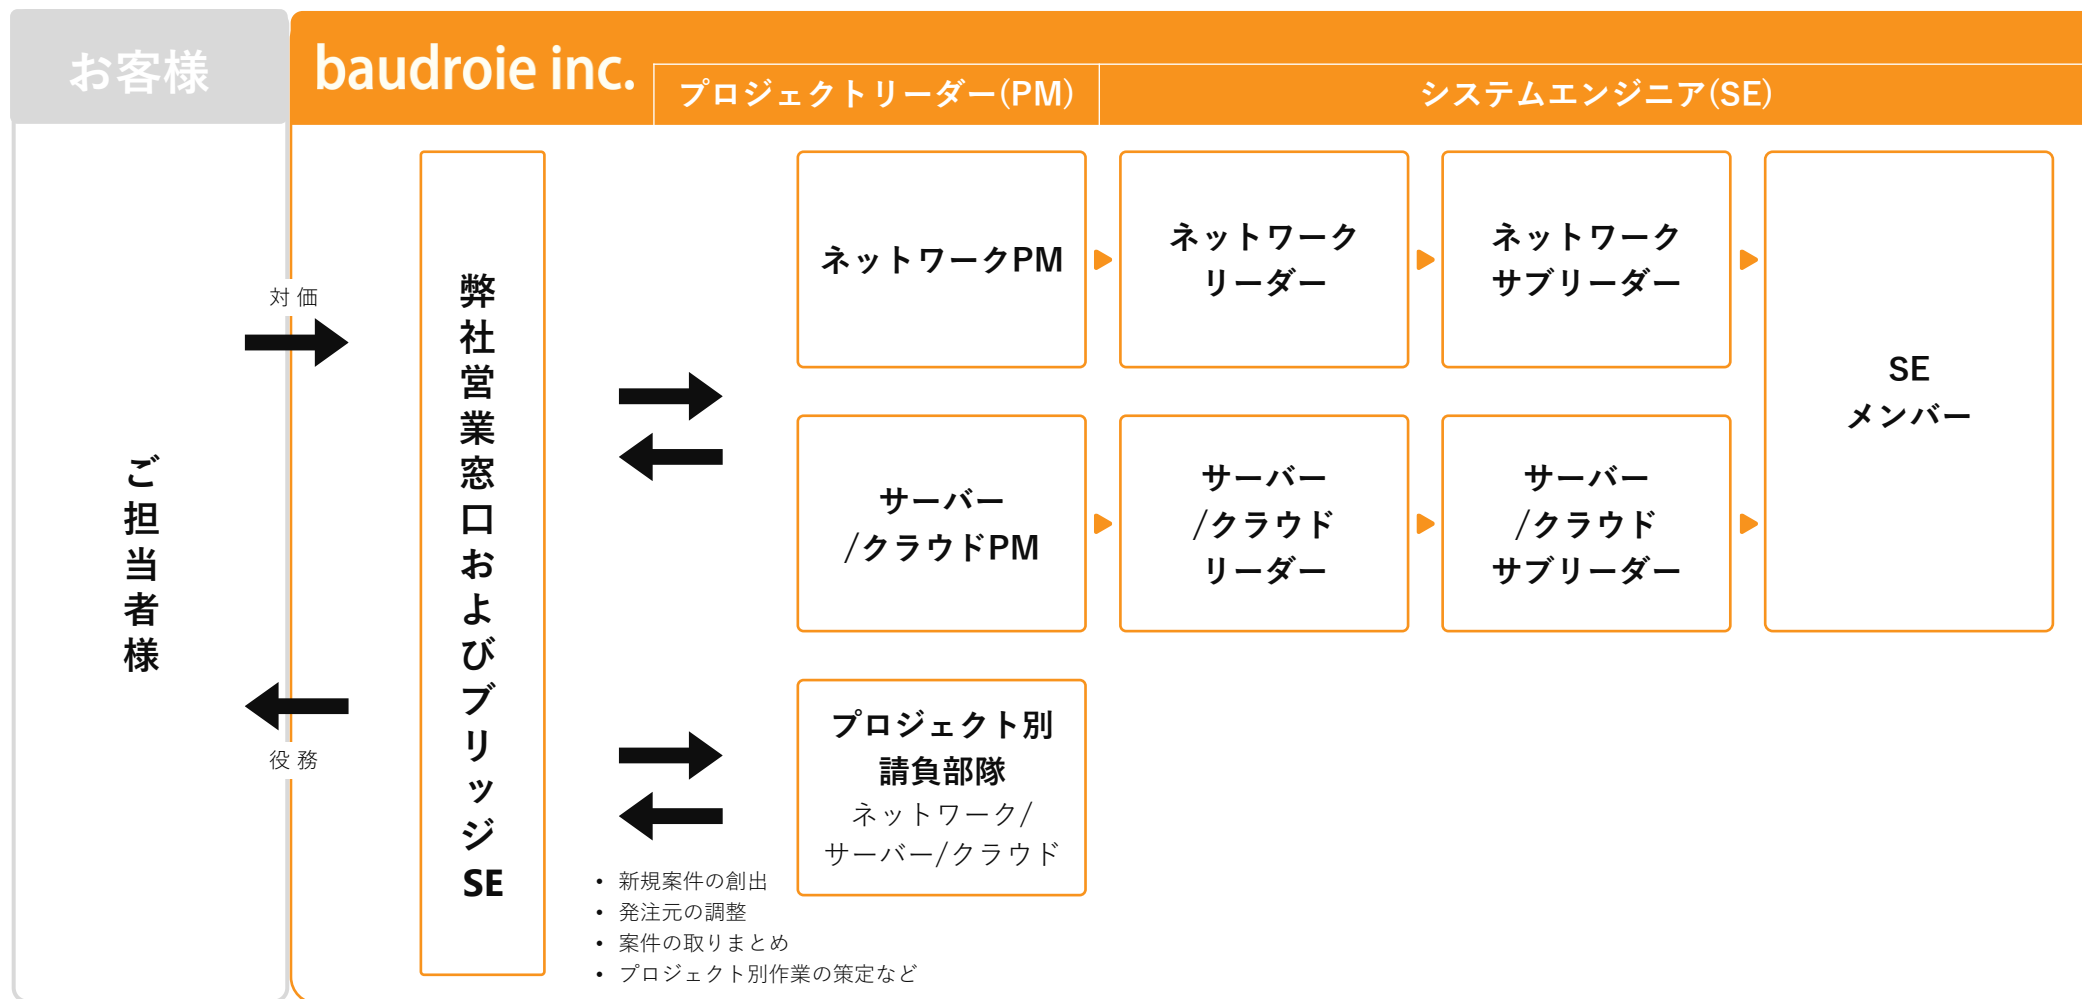 お客様
baudroie inc.
プロジェクトリーダー(PM)
システムエンジニア(SE)
ご担当者様
対価
役務
弊社営業窓口およびブリッジSE
ネットワークPM
ネットワーク
リーダー
ネットワーク
サブリーダー
SE
メンバー
サーバー
/クラウドPM
サーバー
/クラウド
リーダー
サーバー
/クラウド
サブリーダー
プロジェクト別
請負部隊
ネットワーク/
サーバー/クラウド
• 新規案件の創出
• 発注元の調整
• 案件の取りまとめ
• プロジェクト別作業の策定など